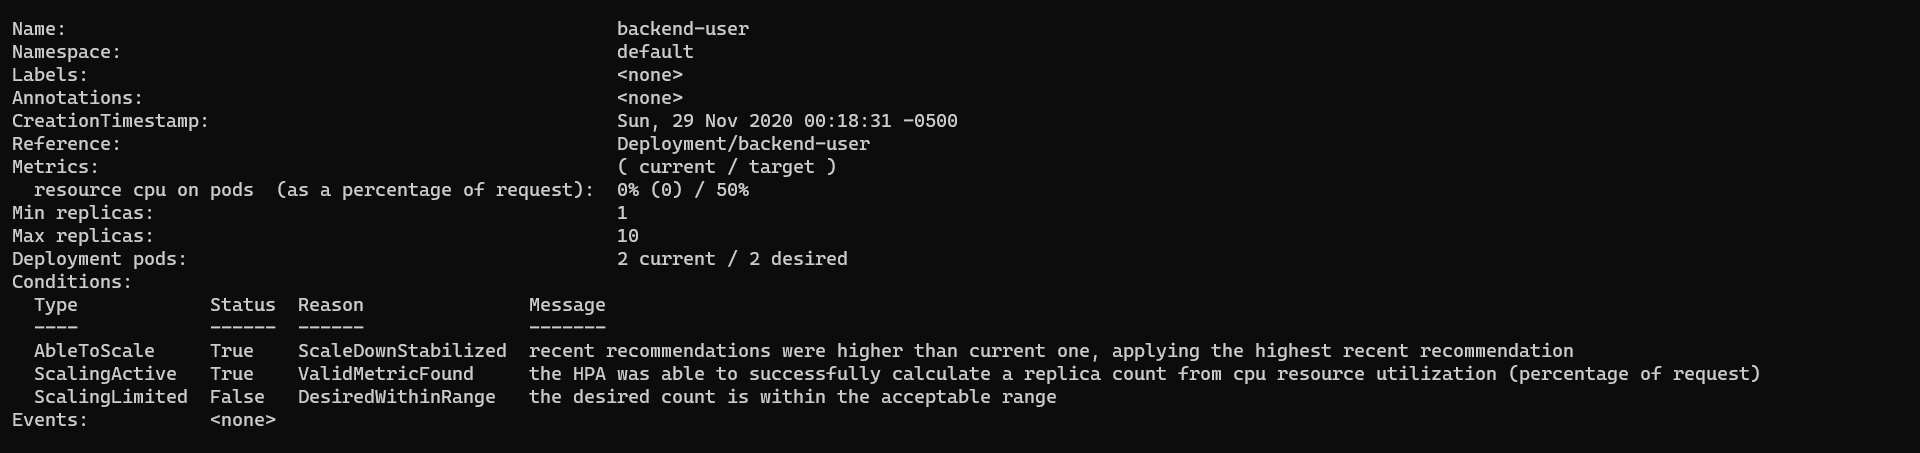 Name:                                                  backend-user
Namespace:                                             default
Labels:                                                <none>
Annotations:                                           <none>
CreationTimestamp:                                     Sun, 29 Nov 2020 00:18:31 -0500
Reference:                                             Deployment/backend-user
Metrics:                                               ( current / target )
  resource cpu on pods  (as a percentage of request):  0% (0) / 50%
Min replicas:                                          1
Max replicas:                                          10
Deployment pods:                                       2 current / 2 desired
Conditions:
  Type            Status  Reason               Message
  ----            ------  ------               -------
  AbleToScale     True    ScaleDownStabilized  recent recommendations were higher than current one, applying the highest recent recommendation
  ScalingActive   True    ValidMetricFound     the HPA was able to successfully calculate a replica count from cpu resource utilization (percentage of request)
  ScalingLimited  False   DesiredWithinRange   the desired count is within the acceptable range
Events:           <none>